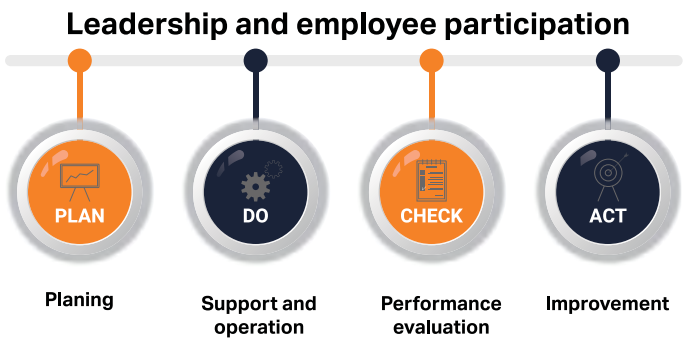 Leadership and employee participation
PLAN
DO
CHECK
ACT
Planing
Support and
operation
Performance
evaluation
Improvement